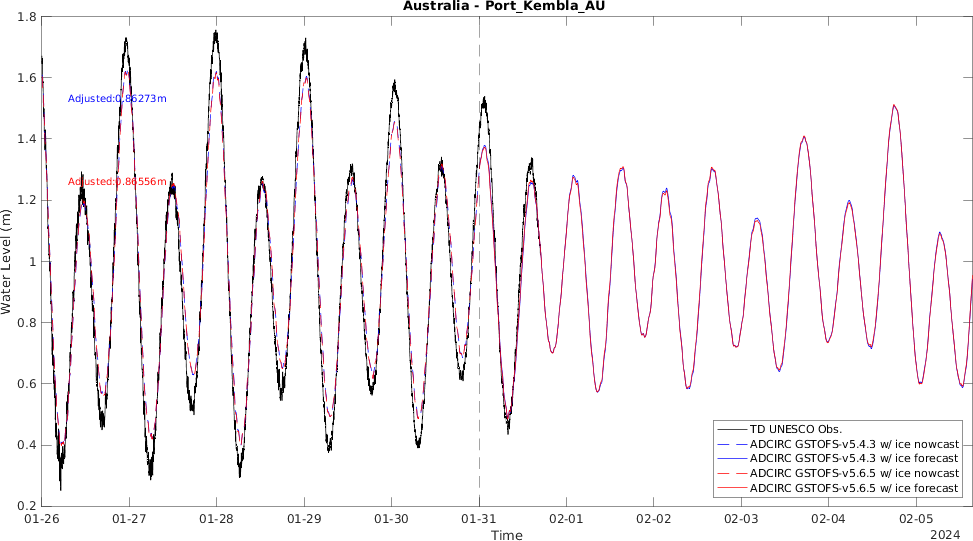 Australia - Port_Kembla_AU
1.8
1.6
1.4
1.2
1
0.8
0.6
0.4
0.2
Water Level (m)
Adjusted:0.86273m
Adjusted:0.86556m
TD UNESCO Obs.
ADCIRC GSTOFS-v5.4.3 w/ ice nowcast
ADCIRC GSTOFS-v5.4.3 w/ ice forecast
ADCIRC GSTOFS-v5.6.5 w/ ice nowcast
ADCIRC GSTOFS-v5.6.5 w/ ice forecast
01-26 01-27 01-28 01-29 01-30 01-31 02-01 02-02 02-03 02-04 02-05
Time
2024